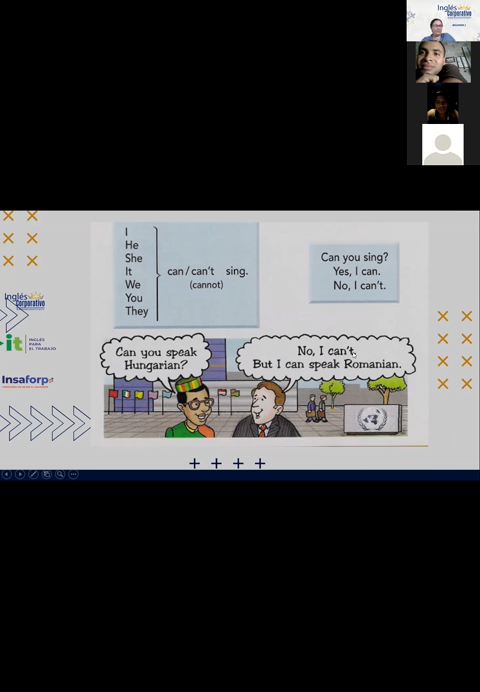 Inglés
Corporativo
I
He
She
It
We
You
They
can/can't sing.
(cannot)
Can you sing?
Yes, I can.
No, I can't.
Inglés
Corporativo
it
INGLÉS
PARA
EL TRABAJO
Insaforp
Can you speak
Hungarian?
No, I can't.
But I can speak Romanian.